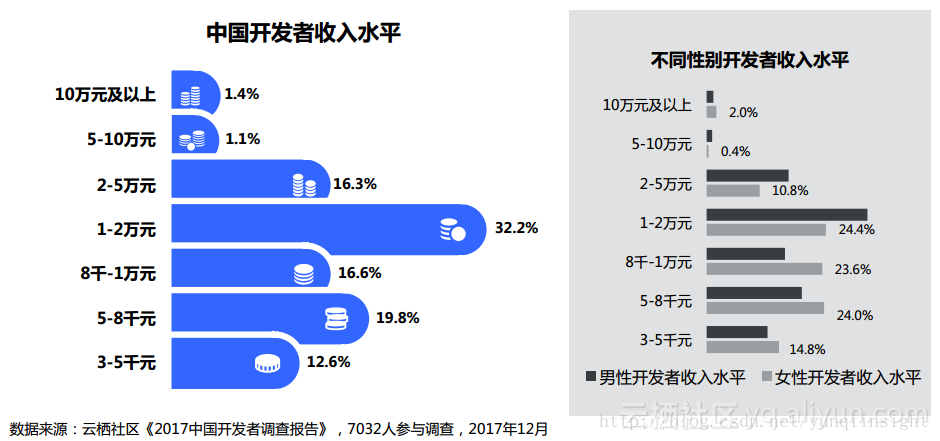 中国开发者收入水平
10万元及以上 1.4%
5-10万元 1.1%
2-5万元 16.3%
1-2万元 32.2%
8千-1万元 16.6%
5-8千元 19.8%
3-5千元 12.6%
数据来源：云栖社区《2017中国开发者调查报告》，7032人参与调查，2017年12月
不同性别开发者收入水平
10万元及以上 2.0%
5-10万元 0.4%
2-5万元 10.8%
1-2万元 24.4%
8千-1万元 23.6%
5-8千元 24.0%
3-5千元 14.8%
男性开发者收入水平 女性开发者收入水平
云栖社区 yq.aliyun.com
http://blog.csdn.net/yunqiinsight